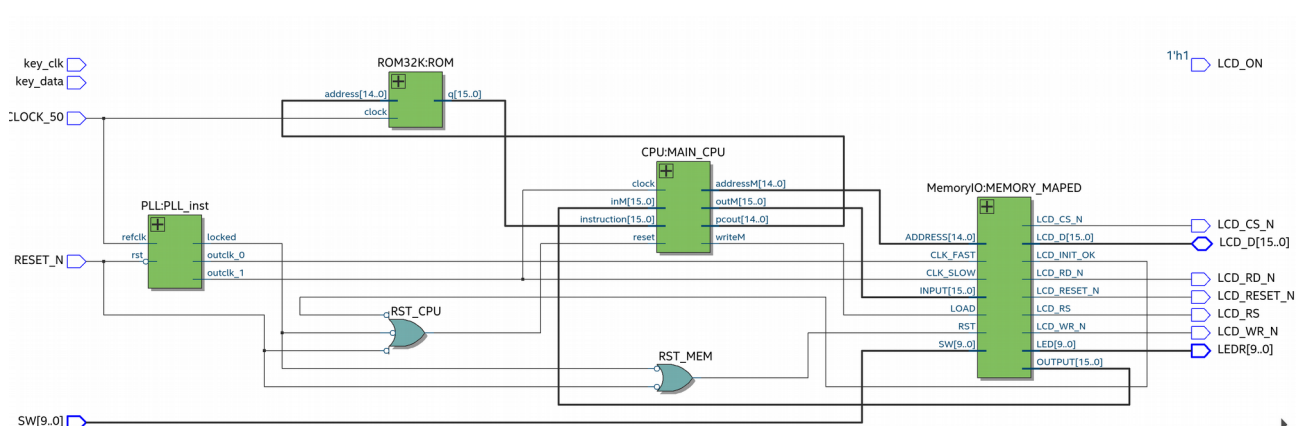 key_clk
key_data
CLOCK_50
RESET_N
SW[9..0]
PLL:PLL_inst
refclk
rst
locked
outclk_0
outclk_1
ROM32K:ROM
address[14..0]
clock
q[15..0]
RST_CPU
RST_MEM
CPU:MAIN_CPU
clock
inM[15..0]
instruction[15..0]
reset
addressM[14..0]
outM[15..0]
pcout[14..0]
writeM
MemoryIO:MEMORY_MAPED
ADDRESS[14..0]
CLK_FAST
CLK_SLOW
INPUT[15..0]
LOAD
RST
SW[9..0]
LCD_CS_N
LCD_D[15..0]
LCD_INIT_OK
LCD_RD_N
LCD_RESET_N
LCD_RS
LCD_WR_N
LED[9..0]
OUTPUT[15..0]
1'h1
LCD_ON
LCD_CS_N
LCD_D[15..0]
LCD_RD_N
LCD_RESET_N
LCD_RS
LCD_WR_N
LEDR[9..0]